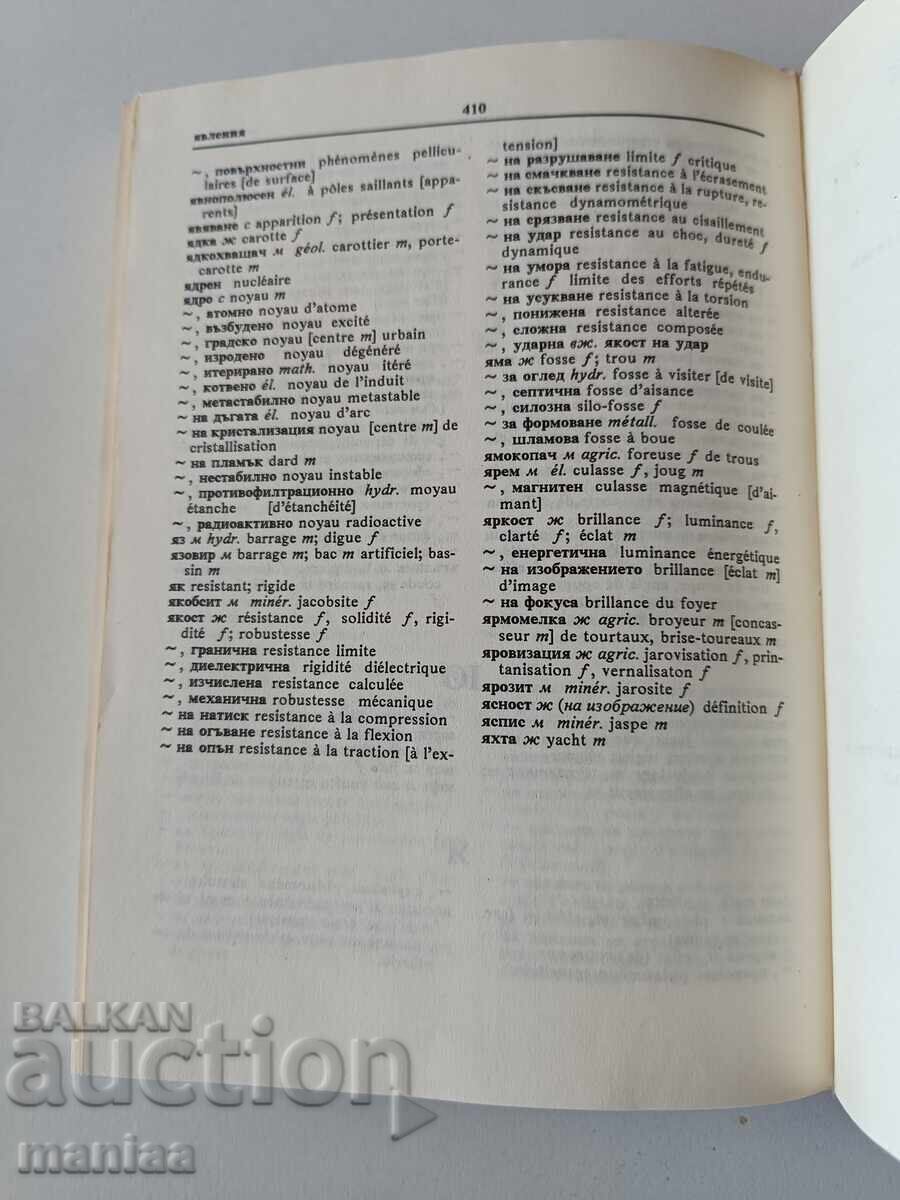 410
явления
~, повърхностни phénomènes pellicu-
laires [de surface]
явнополюсен él. à pôles saillants [appa-
rents]
явяване с apparition f; présentation f
ядка ж carotte f
ядкохващач м géol. carottier m, porte-
carotte m
ядрен nucléaire
ядро с noyau m
~, атомно noyau d'atome
~, възбудено noyau excité
~, градско noyau [centre m] urbain
~, изродено noyau dégénéré
~, итерирано math. noyau itéré
~, котвено él. noyau de l'induit
~, метастабилно noyau metastable
~ на дъгата él. noyau d'arc
~ на кристализация noyau [centre m] de
cristallisation
~ на пламък dard m
~, нестабилно noyau instable
~, противофилтрационно hydr. moyau
étanche [d'étanchéité]
~, радиоактивно noyau radioactive
яз м hydr. barrage m; digue f
язовир м barrage m; bac m artificiel; bas-
sin m
як resistant; rigide
якобсит м minér. jacobsite f
якост ж résistance f, solidité f, rigi-
dité f; robustesse f
~, гранична resistance limite
~, диелектрична rigidité diélectrique
~, изчислена resistance calculée
~, механична robustesse mécanique
~ на натиск resistance à la compression
~ на огъване resistance à la flexion
~ на опън resistance à la traction [à l'ex-
tension]
~ на разрушаване limite f critique
~ на смачкване resistance à l'écrasement
~ на скъсване resistance à la rupture, re-
sistance dynamométrique
~ на срязване resistance au cisaillement
~ на удар resistance au choc, dureté f
dynamique
~ на умора resistance à la fatigue, endu-
rance f limite des efforts répétés
~ на усукване resistance à la torsion
~, понижена resistance alterée
~, сложна resistance composée
~, ударна вж. якост на удар
яма ж fosse f; trou m
~ за оглед hydr. fosse à visiter [de visite]
~, септична fosse d'aisance
~, силозна silo-fosse f
~ за формоване métall. fosse de coulée
~, шламова fosse à boue
ямокопач м agric. foreuse f de trous
ярем м él. culasse f, joug m
~, магнитен culasse magnétique [d'ai-
mant]
яркост ж brillance f; luminance f,
clarté f; éclat m
~, енергетична luminance énergétique
~ на изображението brillance [éclat m]
d'image
~ на фокуса brillance du foyer
ярмомелка ж agric. broyeur m [concas-
seur m] de tourtaux, brise-toureaux m
яровизация ж agric. jarovisation f, prin-
tanisation f, vernalisaton f
ярозит м minér. jarosite f
ясност ж (на изображение) définition f
яспис м minér. jaspe m
яхта ж yacht m
BALKAN
auction
maniaa